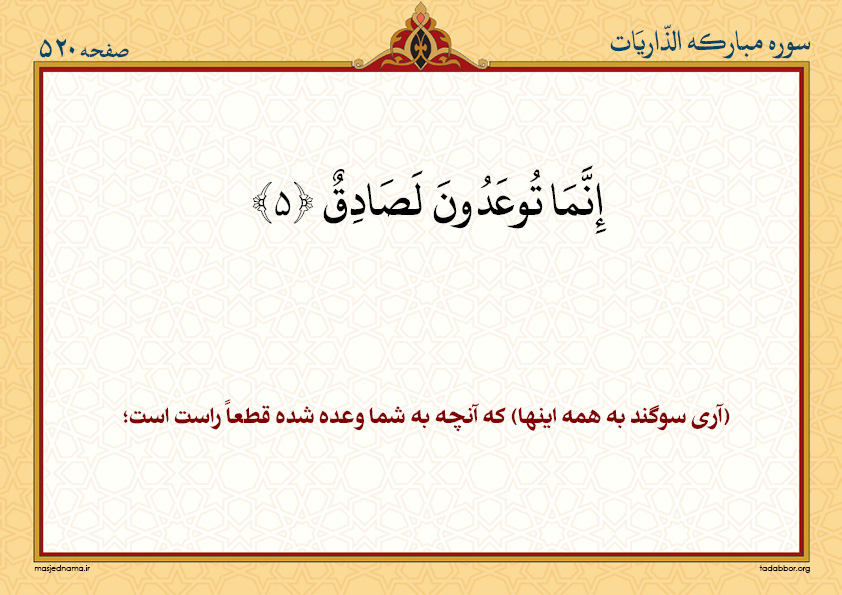 سوره مبارکه الذّاریَات
صفحه ۵۲۰
إِنَّمَا تُوعَدُونَ لَصَادِقٌ ﴿۵﴾
(آری سوگند به همه اینها) که آنچه به شما وعده شده قطعاً راست است؛
masjednama.ir
tadabbor.org